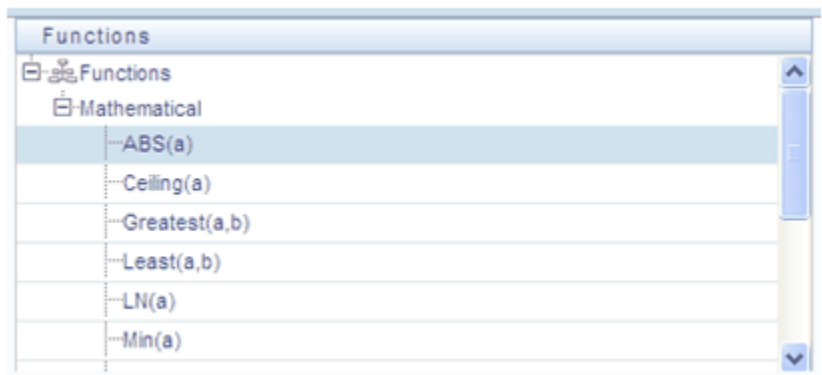 Functions
Functions
Mathematical
ABS(a)
Ceiling(a)
Greatest(a,b)
Least(a,b)
LN(a)
Min(a)